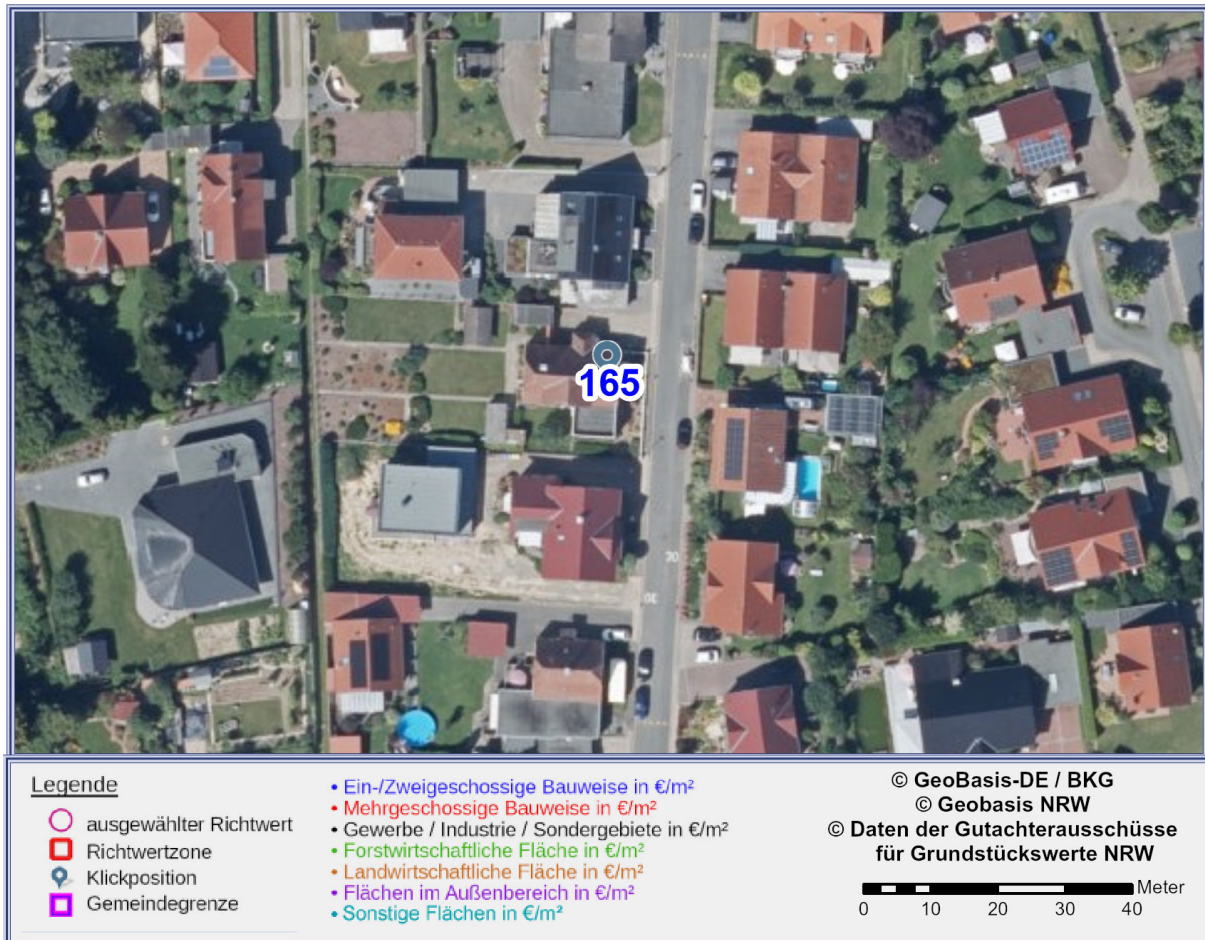 165
30
30
Legende
ausgewählter Richtwert
Richtwertzone
Klickposition
Gemeindegrenze
• Ein-/Zweigeschossige Bauweise in €/m²
• Mehrgeschossige Bauweise in €/m²
• Gewerbe / Industrie / Sondergebiete in €/m²
• Forstwirtschaftliche Fläche in €/m²
• Landwirtschaftliche Fläche in €/m²
• Flächen im Außenbereich in €/m²
• Sonstige Flächen in €/m²
© GeoBasis-DE / BKG
© Geobasis NRW
© Daten der Gutachterausschüsse
für Grundstückswerte NRW
Meter
0 10 20 30 40